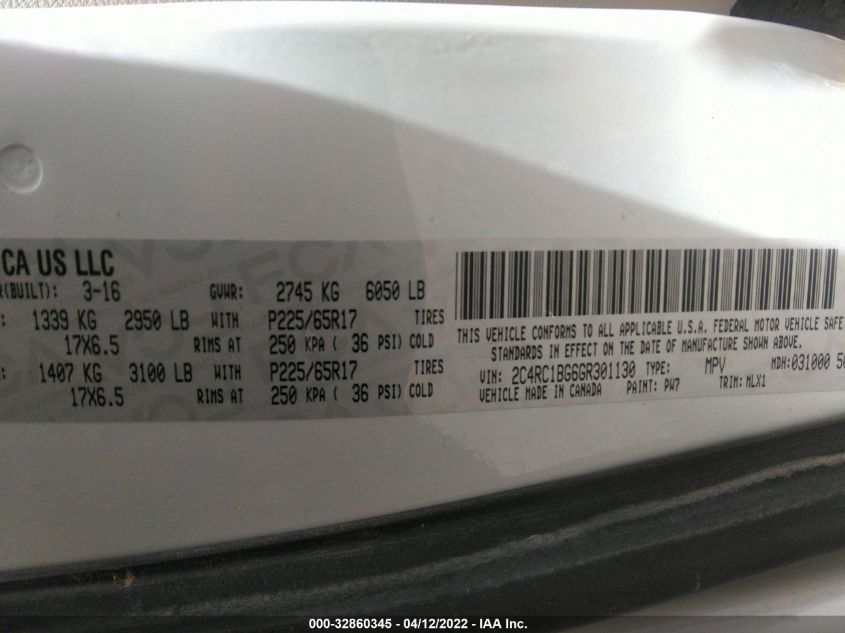 CA US LLC
R(BUILT): 3-16 GVWR: 2745 KG 6050 LB
: 1339 KG 2950 LB WITH P225/65R17 TIRES
17X6.5 RIMS AT 250 KPA ( 36 PSI) COLD
: 1407 KG 3100 LB WITH P225/65R17 TIRES
17X6.5 RIMS AT 250 KPA ( 36 PSI) COLD
THIS VEHICLE CONFORMS TO ALL APPLICABLE U.S.A. FEDERAL MOTOR VEHICLE SAFE
STANDARDS IN EFFECT ON THE DATE OF MANUFACTURE SHOWN ABOVE.
VIN: 2C4RC1BG6GR301130 TYPE: MPV MDH:031000 50
VEHICLE MADE IN CANADA PAINT: PW7 TRIM: MLX1
000-32860345 - 04/12/2022 - IAA Inc.